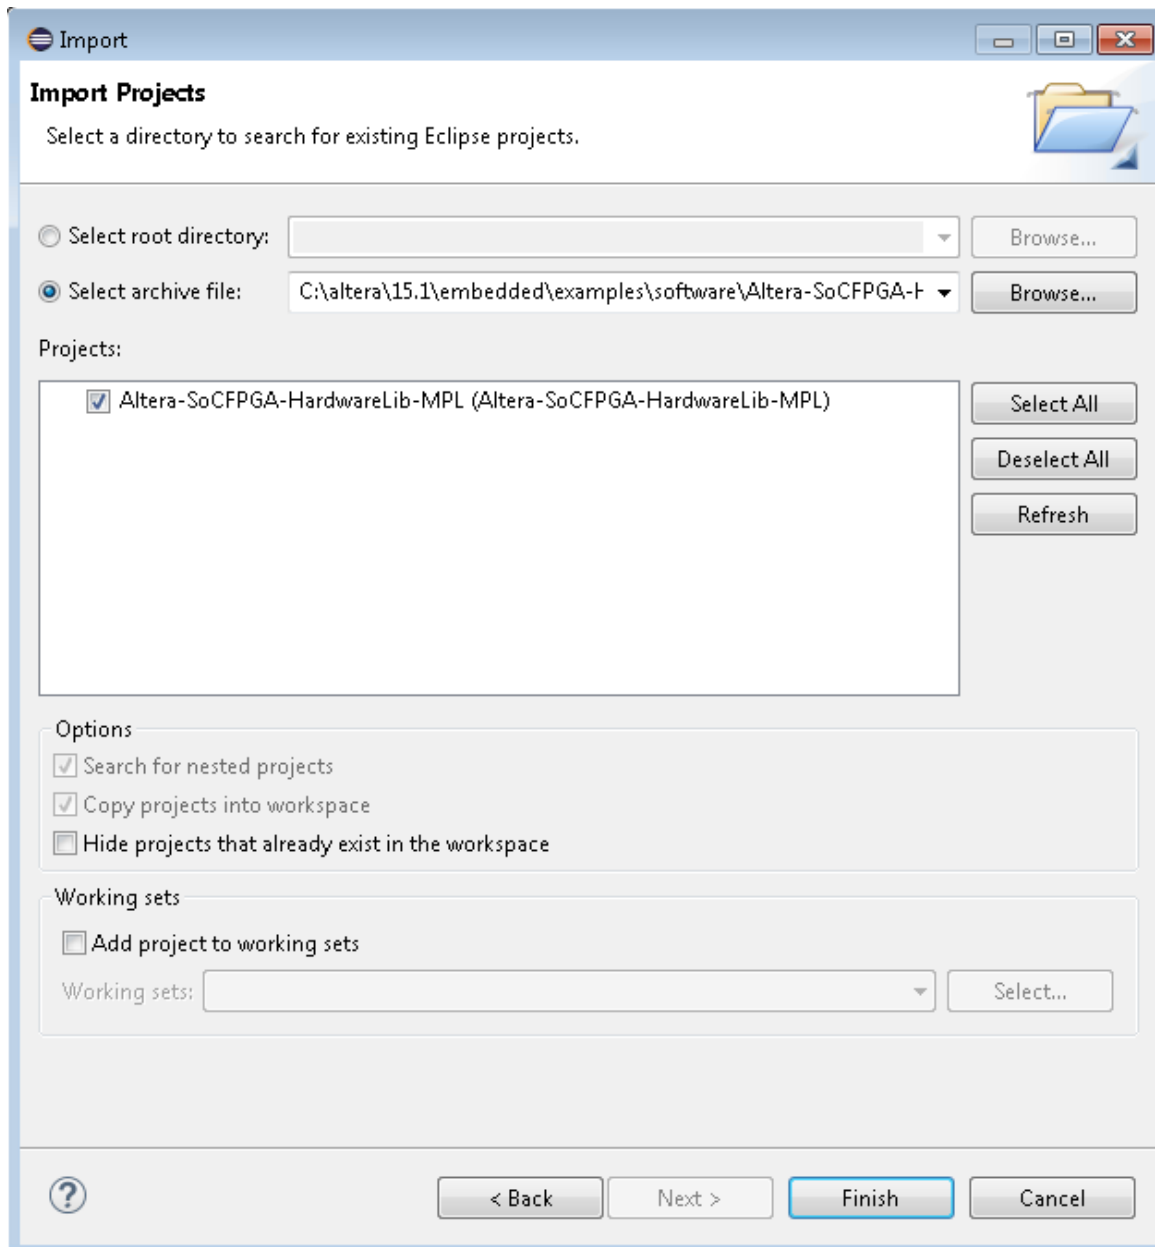 Import
Import Projects
Select a directory to search for existing Eclipse projects.
Select root directory:
Browse...
Select archive file:
C:\altera\15.1\embedded\examples\software\Altera-SoCFPGA-H
Browse...
Projects:
Altera-SoCFPGA-HardwareLib-MPL (Altera-SoCFPGA-HardwareLib-MPL)
Select All
Deselect All
Refresh
Options
Search for nested projects
Copy projects into workspace
Hide projects that already exist in the workspace
Working sets
Add project to working sets
Working sets:
Select...
?
< Back
Next >
Finish
Cancel